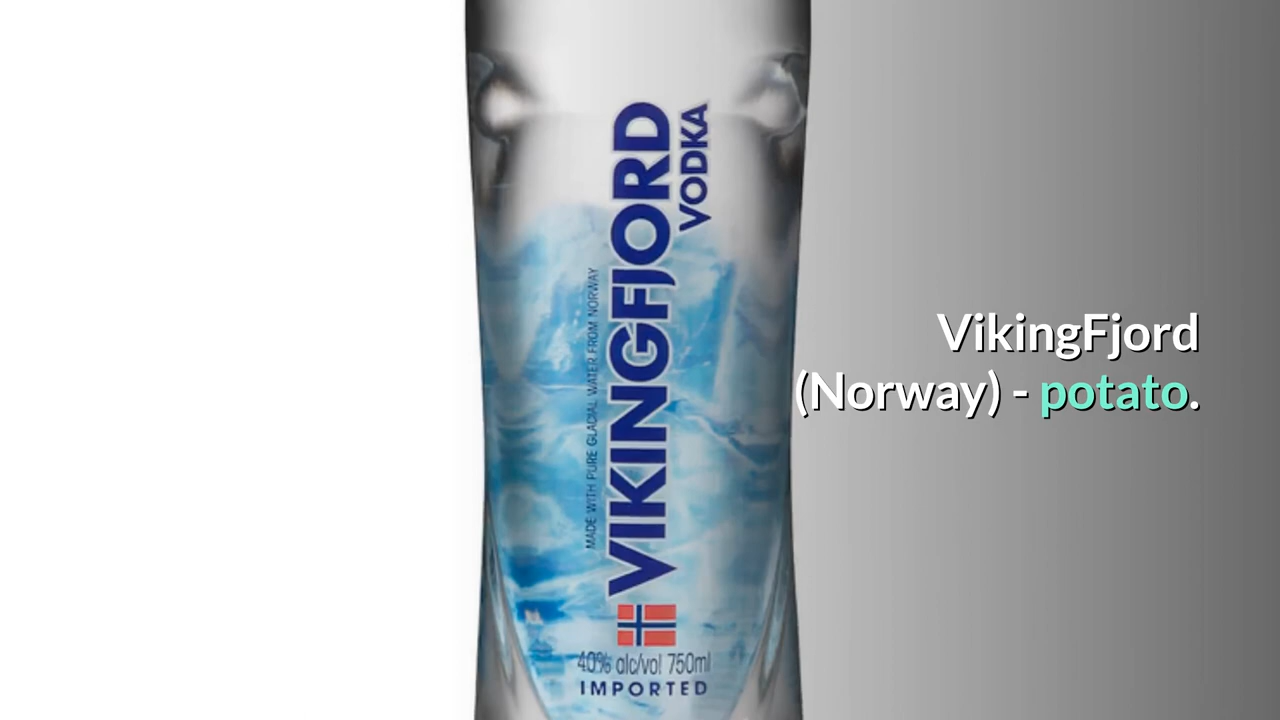 MADE WITH PURE GLACIAL WATER FROM NORWAY
VIKINGFJORD
VODKA
40% alc/vol 750ml
IMPORTED
VikingFjord
(Norway) - potato.